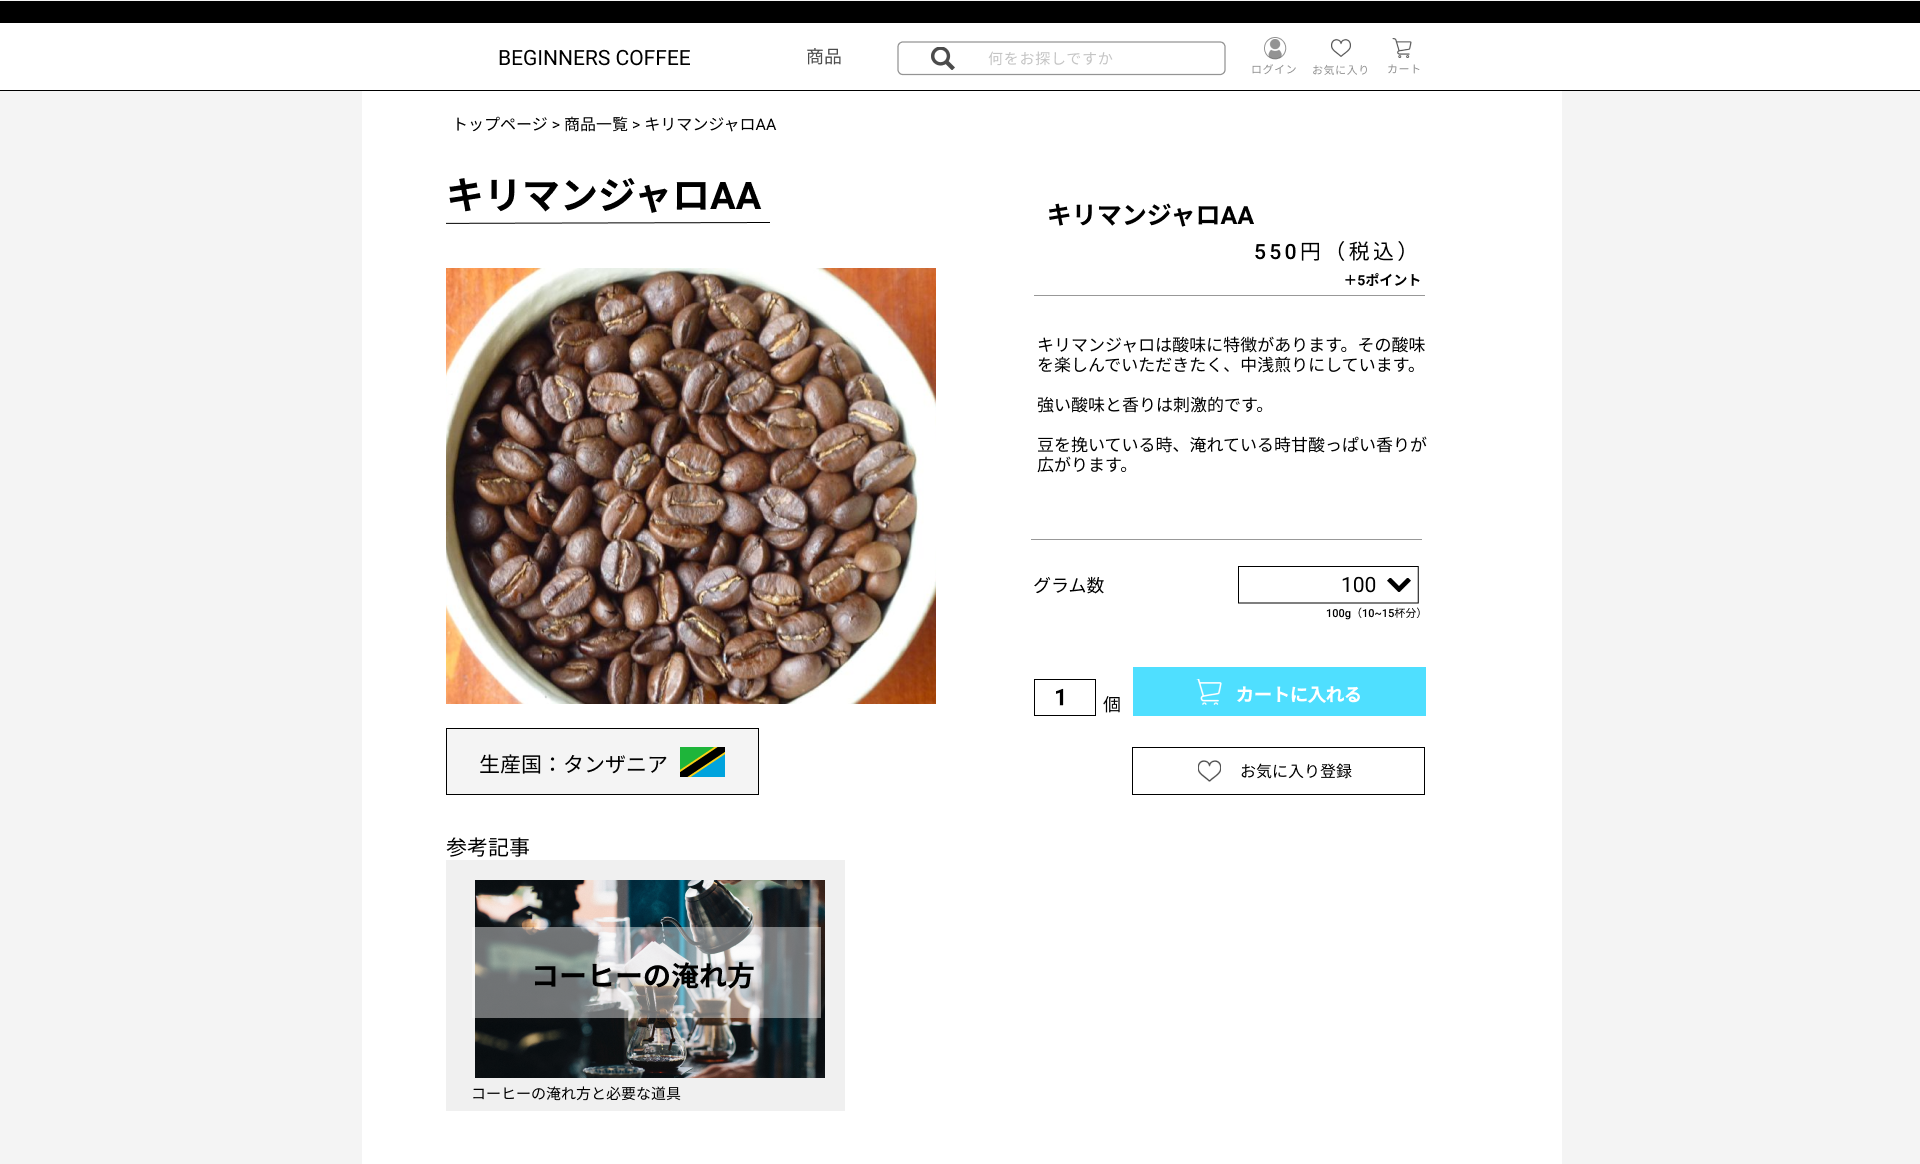 BEGINNERS COFFEE
商品
何をお探しですか
ログイン
お気に入り
カート
トップページ > 商品一覧 > キリマンジャロAA
キリマンジャロAA
キリマンジャロAA
550円（税込）
＋5ポイント
キリマンジャロは酸味に特徴があります。その酸味
を楽しんでいただきたく、中浅煎りにしています。
強い酸味と香りは刺激的です。
豆を挽いている時、淹れている時甘酸っぱい香りが
広がります。
グラム数
100
100g（10~15杯分）
1
個
カートに入れる
お気に入り登録
生産国：タンザニア
参考記事
コーヒーの淹れ方
コーヒーの淹れ方と必要な道具